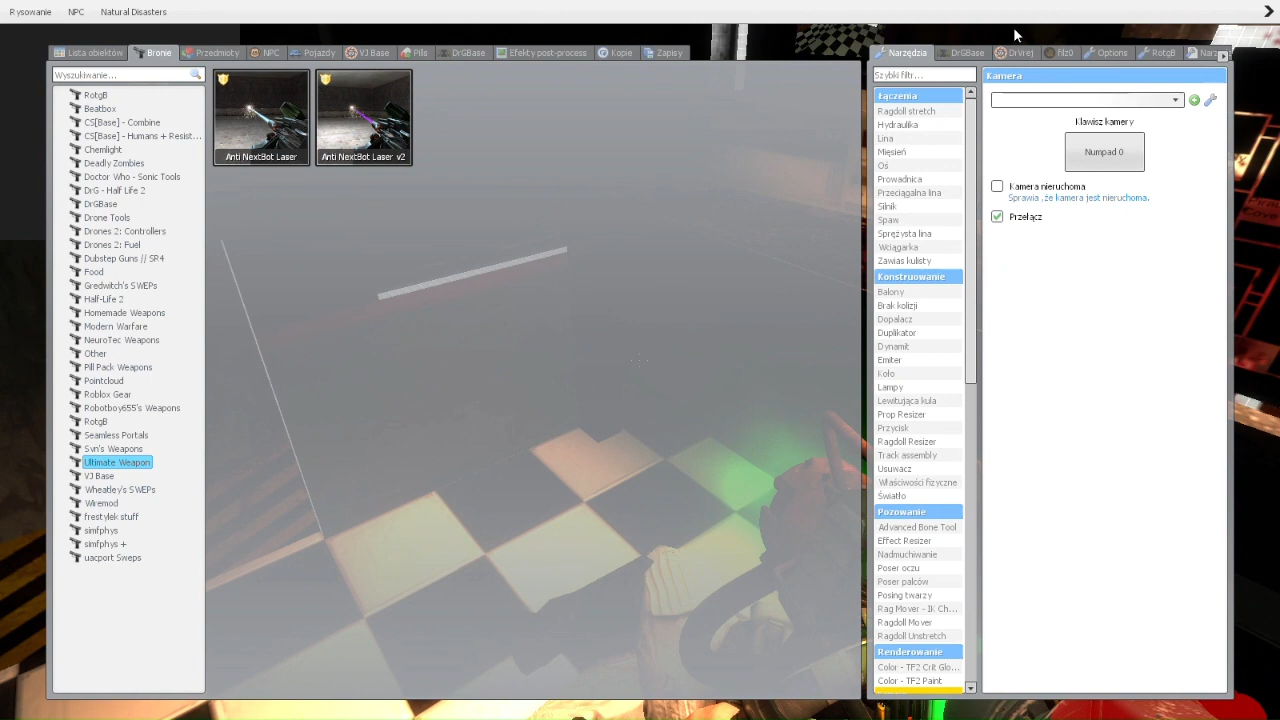 Rysowanie NPC Natural Disasters
Lista obiektów Bronie Przedmioty NPC Pojazdy VJ Base Pills DrGBase Efekty post-process Kopie Zapisy
Wyszukiwanie...
RotgB
Beatbox
CS[Base] - Combine
CS[Base] - Humans + Resist...
Chemlight
Deadly Zombies
Doctor Who - Sonic Tools
DrG - Half Life 2
DrGBase
Drone Tools
Drones 2: Controllers
Drones 2: Fuel
Dubstep Guns // SR4
Food
Gredwitch's SWEPs
Half-Life 2
Homemade Weapons
Modern Warfare
NeuroTec Weapons
Other
Pill Pack Weapons
Pointcloud
Roblox Gear
Robotboy655's Weapons
RotgB
Seamless Portals
Svn's Weapons
Ultimate Weapon
VJ Base
Wheatley's SWEPs
Wiremod
frestylek stuff
simfphys
simfphys +
uacport Sweps
Anti NextBot Laser
Anti NextBot Laser v2
Narzędzia DrGBase DrVrej filz0 Options RotgB Narz
Szybki filtr...
Łączenia
Ragdoll stretch
Hydraulika
Lina
Mięsień
Oś
Prowadnica
Przeciągalna lina
Silnik
Spaw
Sprężysta lina
Wciągarka
Zawias kulisty
Konstruowanie
Balony
Brak kolizji
Dopalacz
Duplikator
Dynamit
Emiter
Koło
Lampy
Lewitująca kula
Prop Resizer
Przycisk
Ragdoll Resizer
Track assembly
Usuwacz
Właściwości fizyczne
Światło
Pozowanie
Advanced Bone Tool
Effect Resizer
Nadmuchiwanie
Poser oczu
Poser palców
Posing twarzy
Rag Mover - IK Ch...
Ragdoll Mover
Ragdoll Unstretch
Renderowanie
Color - TF2 Crit Glo...
Color - TF2 Paint
Kamera
Klawisz kamery
Numpad 0
Kamera nieruchoma
Sprawia ,że kamera jest nieruchoma.
Przełącz